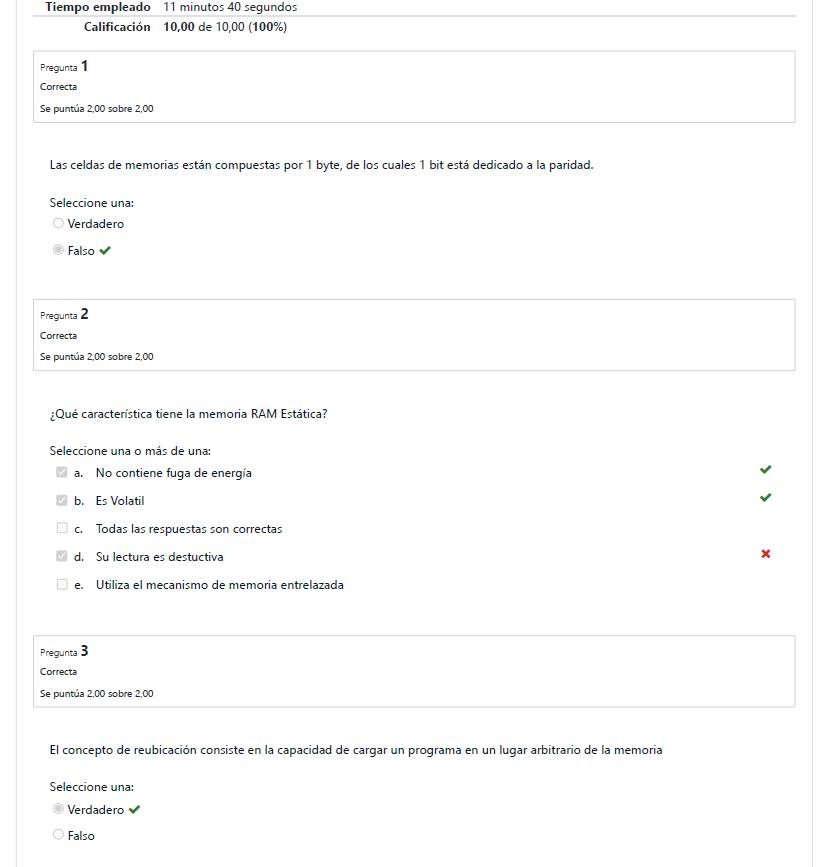 Tiempo empleado 11 minutos 40 segundos
Calificación 10,00 de 10,00 (100%)
Pregunta 1
Correcta
Se puntúa 2,00 sobre 2,00
Las celdas de memorias están compuestas por 1 byte, de los cuales 1 bit está dedicado a la paridad.
Seleccione una:
Verdadero
Falso
Pregunta 2
Correcta
Se puntúa 2,00 sobre 2,00
¿Qué característica tiene la memoria RAM Estática?
Seleccione una o más de una:
a. No contiene fuga de energía
b. Es Volatil
c. Todas las respuestas son correctas
d. Su lectura es destuctiva
e. Utiliza el mecanismo de memoria entrelazada
Pregunta 3
Correcta
Se puntúa 2,00 sobre 2,00
El concepto de reubicación consiste en la capacidad de cargar un programa en un lugar arbitrario de la memoria
Seleccione una:
Verdadero
Falso